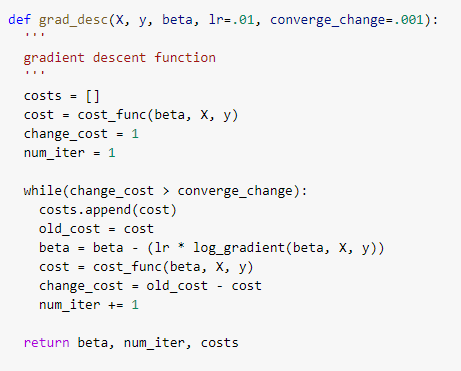 def grad_desc(X, y, beta, lr=.01, converge_change=.001):
  '''
  gradient descent function
  '''
  costs = []
  cost = cost_func(beta, X, y)
  change_cost = 1
  num_iter = 1

  while(change_cost > converge_change):
    costs.append(cost)
    old_cost = cost
    beta = beta - (lr * log_gradient(beta, X, y))
    cost = cost_func(beta, X, y)
    change_cost = old_cost - cost
    num_iter += 1

  return beta, num_iter, costs